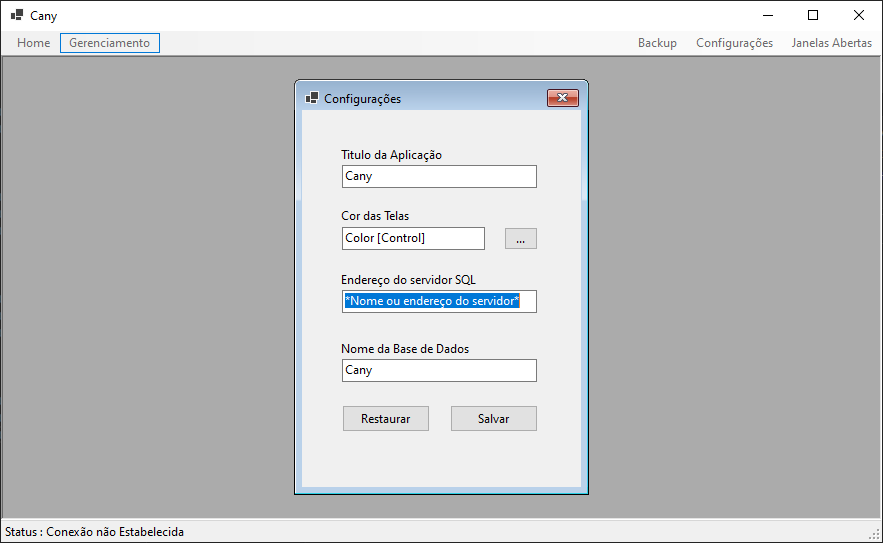 Cany
Home Gerenciamento Backup Configurações Janelas Abertas
Configurações
Titulo da Aplicação
Cany
Cor das Telas
Color [Control] ...
Endereço do servidor SQL
*Nome ou endereço do servidor*
Nome da Base de Dados
Cany
Restaurar Salvar
Status : Conexão não Estabelecida